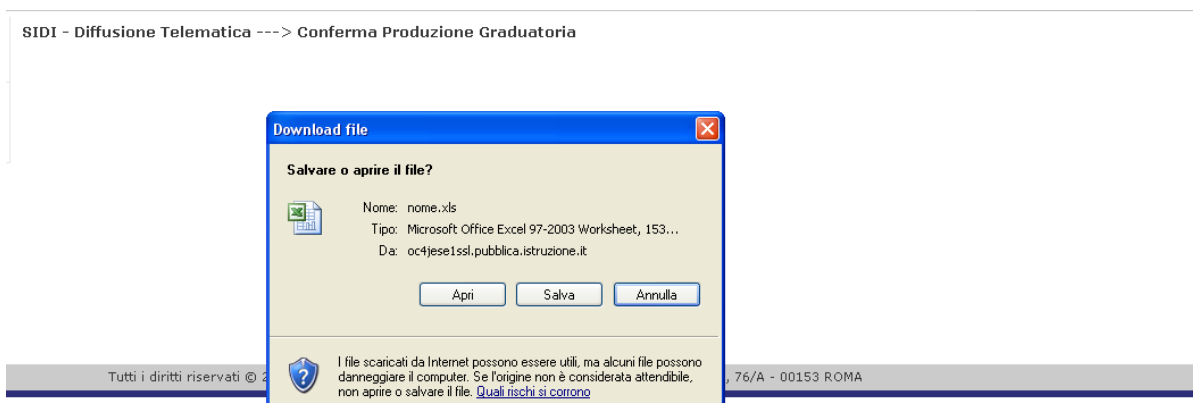 SIDI - Diffusione Telematica ---> Conferma Produzione Graduatoria
Download file
Salvare o aprire il file?
Nome: nome.xls
Tipo: Microsoft Office Excel 97-2003 Worksheet, 153...
Da: oc4jese1ssl.pubblica.istruzione.it
Apri Salva Annulla
I file scaricati da Internet possono essere utili, ma alcuni file possono
danneggiare il computer. Se l'origine non è considerata attendibile,
non aprire o salvare il file. Quali rischi si corrono
Tutti i diritti riservati © 2 , 76/A - 00153 ROMA